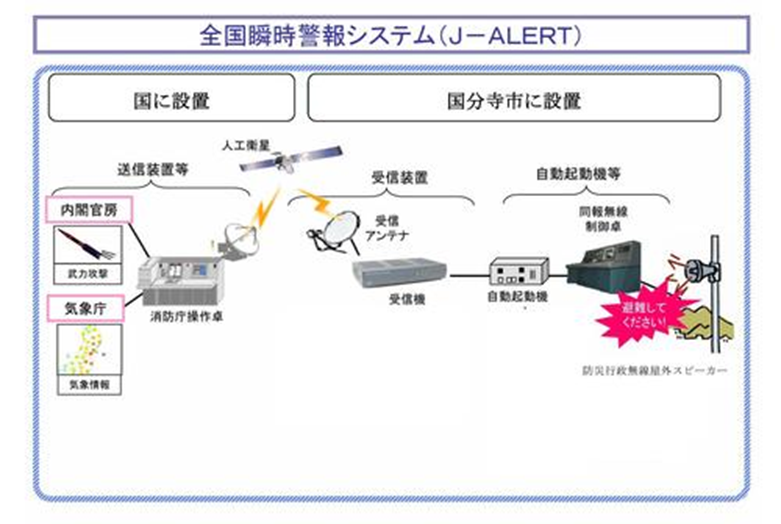 全国瞬時警報システム(J－ALERT)
国に設置
国分寺市に設置
人工衛星
送信装置等
受信装置
自動起動機等
内閣官房
武力攻撃
気象庁
気象情報
消防庁操作卓
受信
アンテナ
受信機
自動起動機
同報無線
制御卓
避難して
ください!
防災行政無線屋外スピーカー